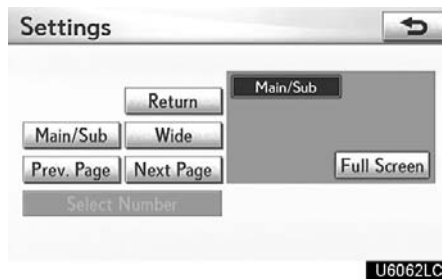 Settings
Main/Sub
Return
Main/Sub
Wide
Prev. Page
Next Page
Full Screen
Select Number
U6062LC